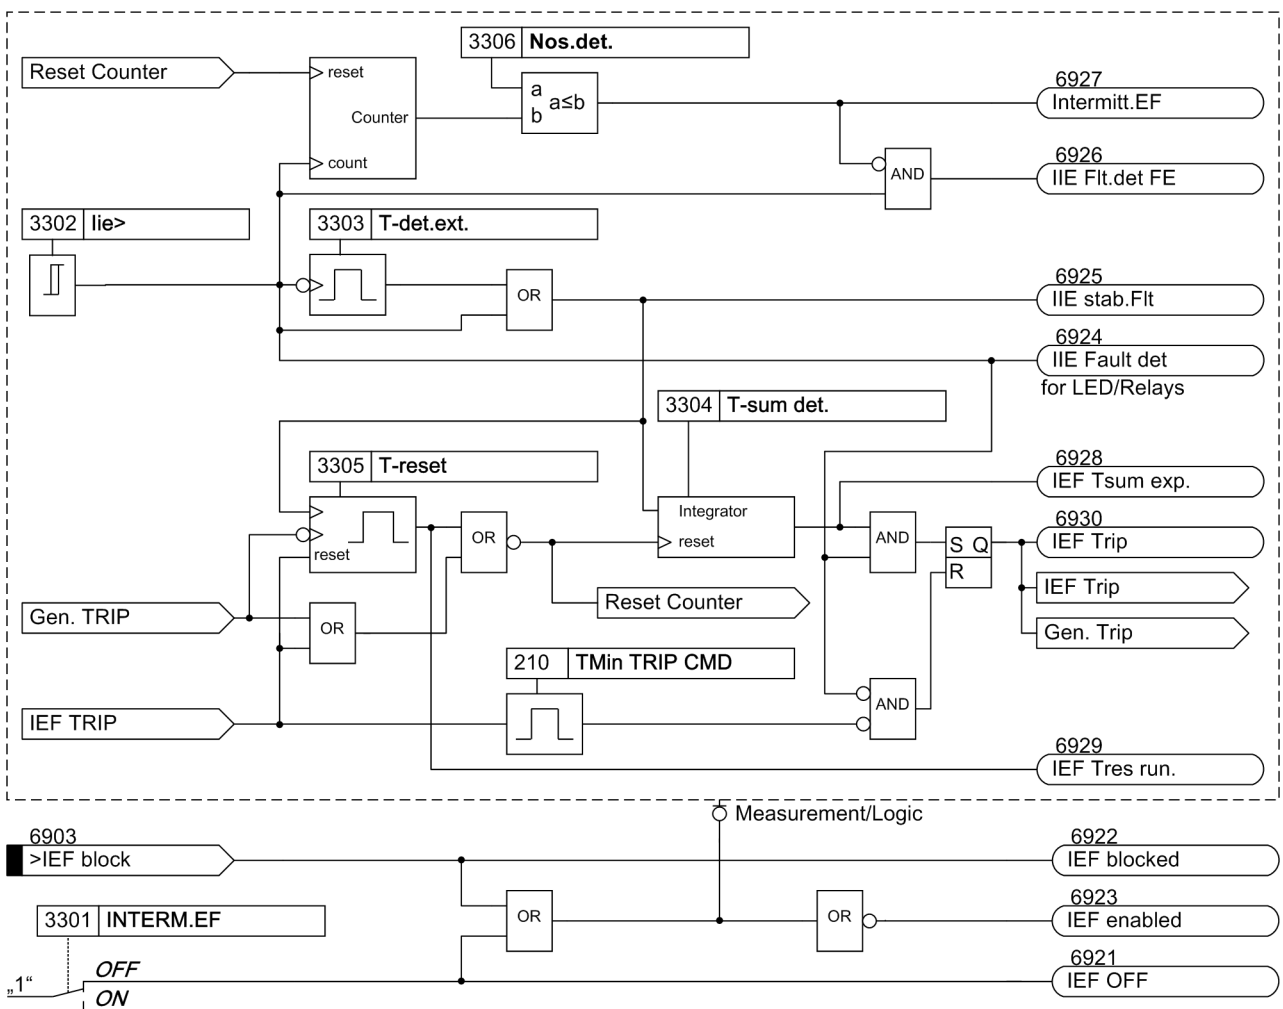 3306 Nos.det.
Reset Counter
reset
Counter
count
a
b
a≤b
6927
Intermitt.EF
6926
IIE Flt.det FE
AND
3302 Iie>
3303 T-det.ext.
OR
6925
IIE stab.Flt
6924
IIE Fault det
for LED/Relays
3304 T-sum det.
3305 T-reset
reset
OR
Integrator
reset
AND
S Q
R
6928
IEF Tsum exp.
6930
IEF Trip
IEF Trip
Gen. Trip
Reset Counter
Gen. TRIP
OR
210 TMin TRIP CMD
IEF TRIP
AND
6929
IEF Tres run.
Measurement/Logic
6903
>IEF block
6922
IEF blocked
3301 INTERM.EF
OR
OR
6923
IEF enabled
„1“
OFF
ON
6921
IEF OFF